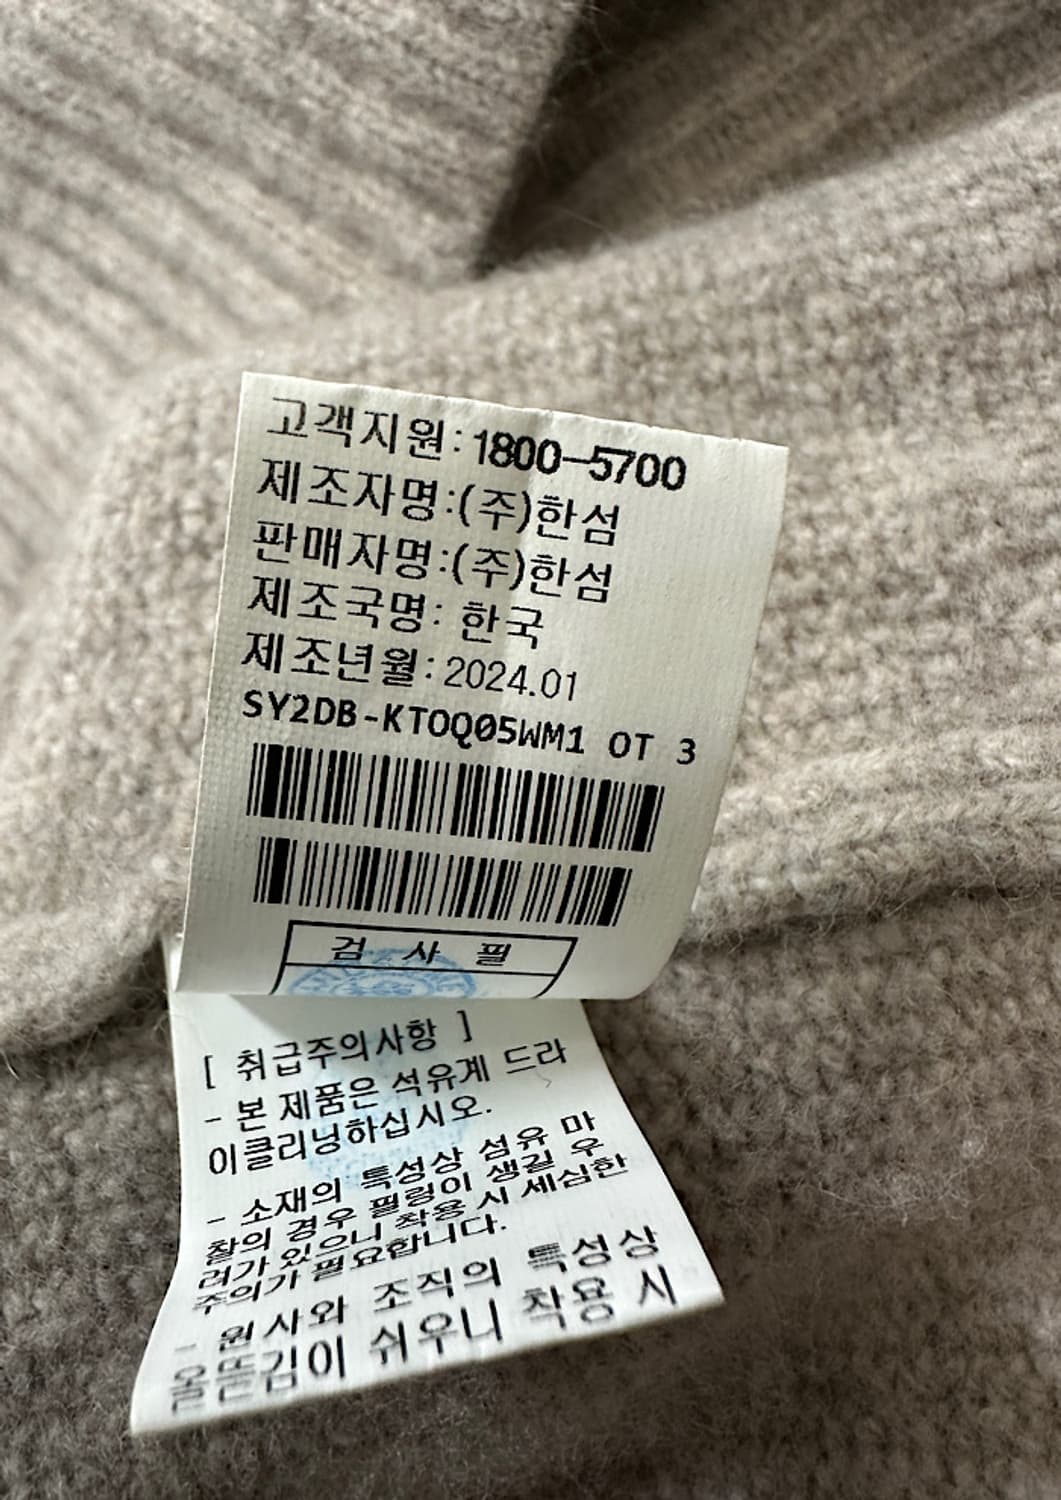 고객지원:1800-5700
제조자명:(주)한섬
판매자명:(주)한섬
제조국명: 한국
제조년월:2024.01
SY2DB-KTOQ05WM1 OT 3
검 사 필
[ 취급주의사항 ]
- 본 제품은 석유계 드라
이클리닝하십시오.
- 소재의 특성상 섬유 마
찰의 경우 필링이 생길 우
려가 있으니 착용 시 세심한
주의가 필요합니다.
- 원사와 조직의 특성상
올뜯김이 쉬우니 착용 시